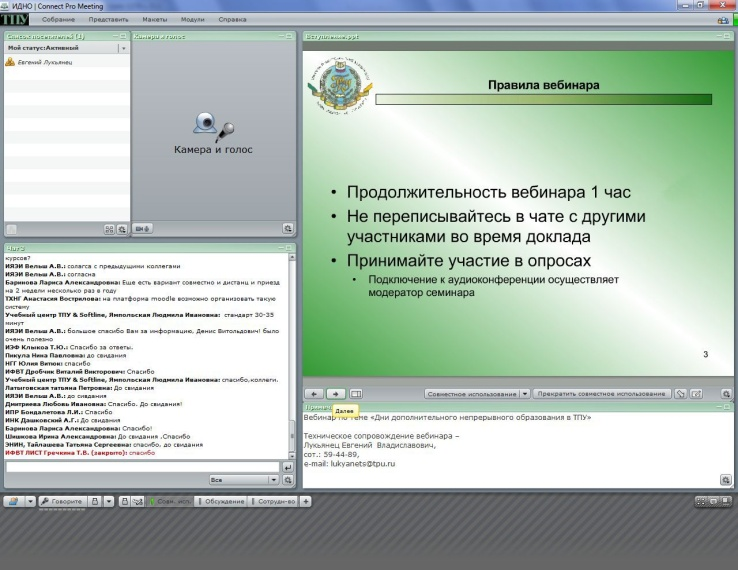 ИДНО | Connect Pro Meeting
ТПУ Собрание Представить Макеты Модули Справка
Список посетителей (1)
Мой статус:Активный
Евгений Лукьянец
Камера и голос
Камера и голос
Вступление.ppt
Правила вебинара
• Продолжительность вебинара 1 час
• Не переписывайтесь в чате с другими
участниками во время доклада
• Принимайте участие в опросах
• Подключение к аудиоконференции осуществляет
модератор семинара
3
Совместное использование Прекратить совместное использование
Далее
Чат 2
курсов?
ИЯЭИ Вельш А.В.: солагса с предыдущими коллегами
ИЯЭИ Вельш А.В.: согласна
Баринова Лариса Александровна: Еще есть вариант совместно и дистанц и приезд
на 2 недели несколько раз в году
ТХНГ Анастасия Вострилова: на платформа moodle возможно организовать такую
систему
Учебный центр ТПУ & Softline, Ямпольская Людмила Ивановна: стандарт 30-35
минут
ИЯЭИ Вельш А.В.: большое спасибо Вам за информацию, Денис Витольдович! было
очень полезно
ИЭФ Клыкоа Т.Ю.: Спасибо за ответы.
Пикула Нина Павловна: до свидания
НГГ Юлия Витюк: спасибо
ИФВТ Дробчик Виталий Викторович: Спасибо
Учебный центр ТПУ & Softline, Ямпольская Людмила Ивановна: спасибо,коллеги.
Латыговская татьяна Петровна: До свидания
ИЯЭИ Вельш А.В.: до сивдания
Дмитриева Любовь Ивановна: Спасибо. До свидания!
ИПР Бондалетова Л.И.: Спасибо
ИНК Дашковский А.Г.: До свидания
Баринова Лариса Александровна: Спасибо!
Шишкова Ирина Александровна: До свидания .Спасибо
ЭНИН, Тайлашева Татьяна Сергеевна: спасибо. до свидания
ИФВТ ЛИСТ Гречкина Т.В. (закрыто): спасибо
Все
Вебинар по теме «Дни дополнительного непрерывного образования в ТПУ»
Техническое сопровождение вебинара –
Лукьянец Евгений Владиславович,
сот.: 59-44-89,
e-mail: lukyanets@tpu.ru
Говорите Совм. исп. Обсуждение Сотрудн-во